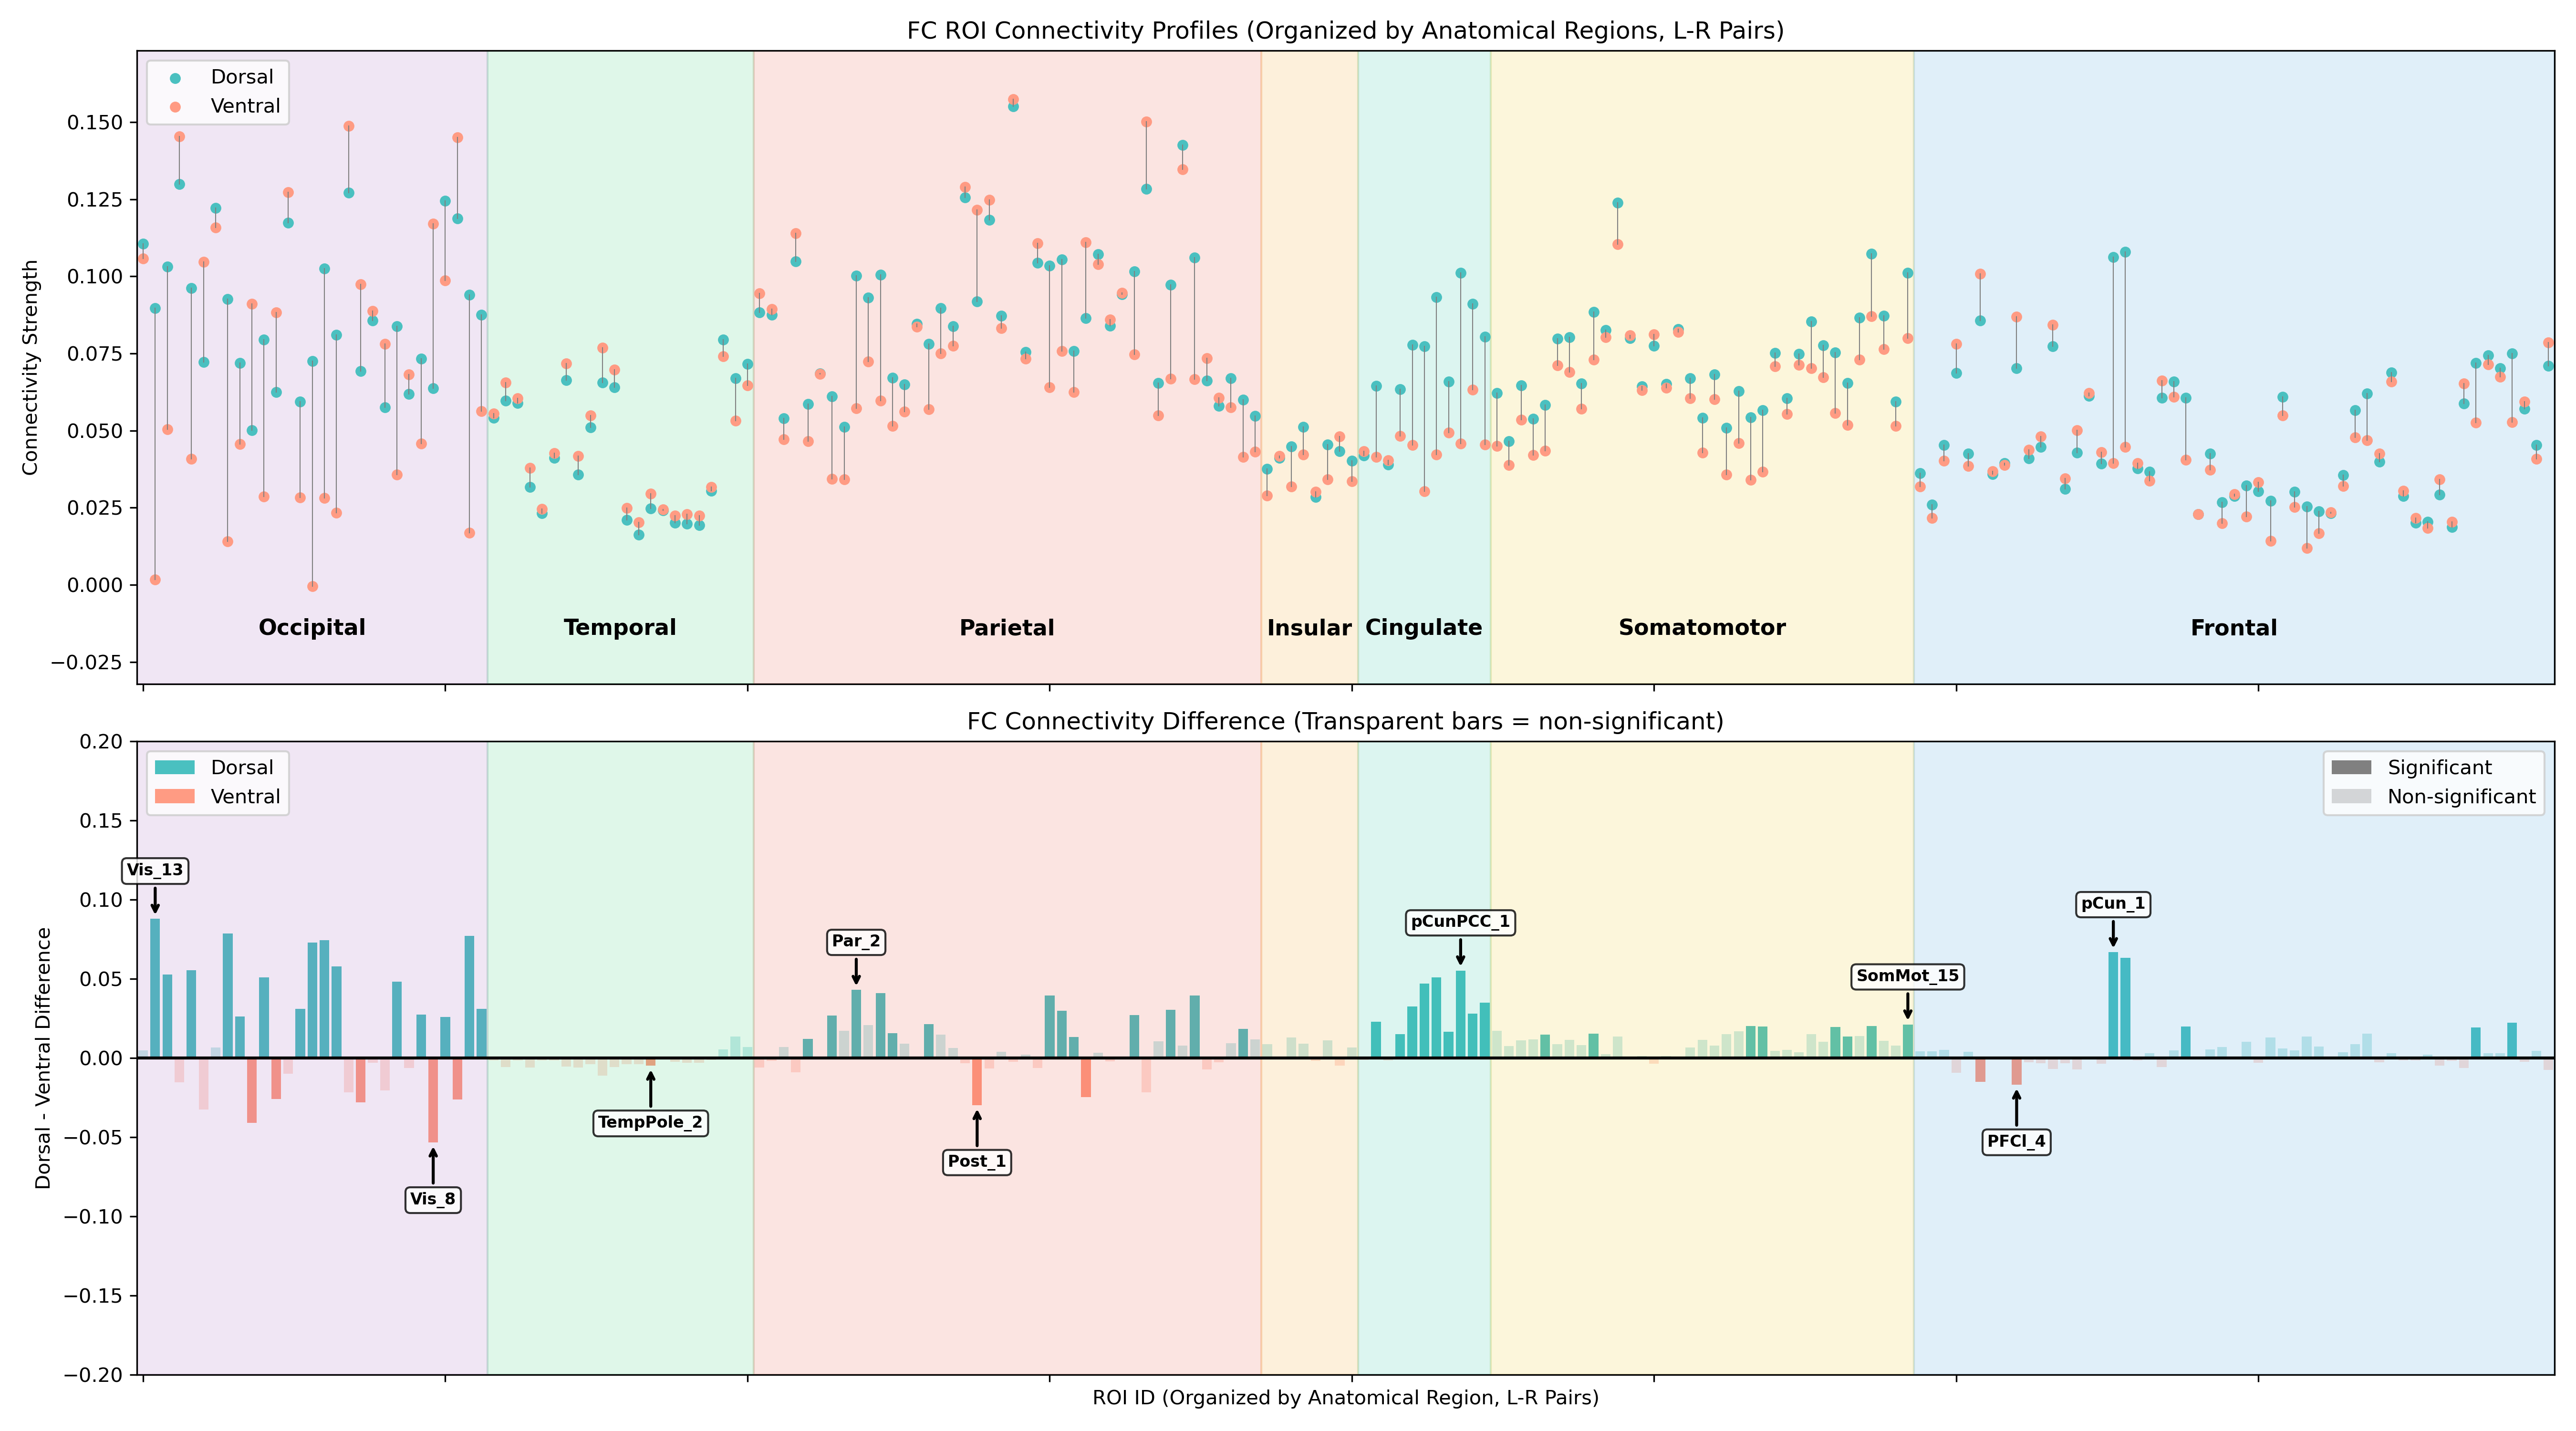 FC ROI Connectivity Profiles (Organized by Anatomical Regions, L-R Pairs)
Dorsal
Ventral
Connectivity Strength
0.150
0.125
0.100
0.075
0.050
0.025
0.000
−0.025
Occipital
Temporal
Parietal
Insular
Cingulate
Somatomotor
Frontal
FC Connectivity Difference (Transparent bars = non-significant)
Dorsal
Ventral
Significant
Non-significant
Dorsal - Ventral Difference
0.20
0.15
0.10
0.05
0.00
−0.05
−0.10
−0.15
−0.20
Vis_13
Vis_8
TempPole_2
Par_2
Post_1
pCunPCC_1
SomMot_15
pCun_1
PFCl_4
ROI ID (Organized by Anatomical Region, L-R Pairs)